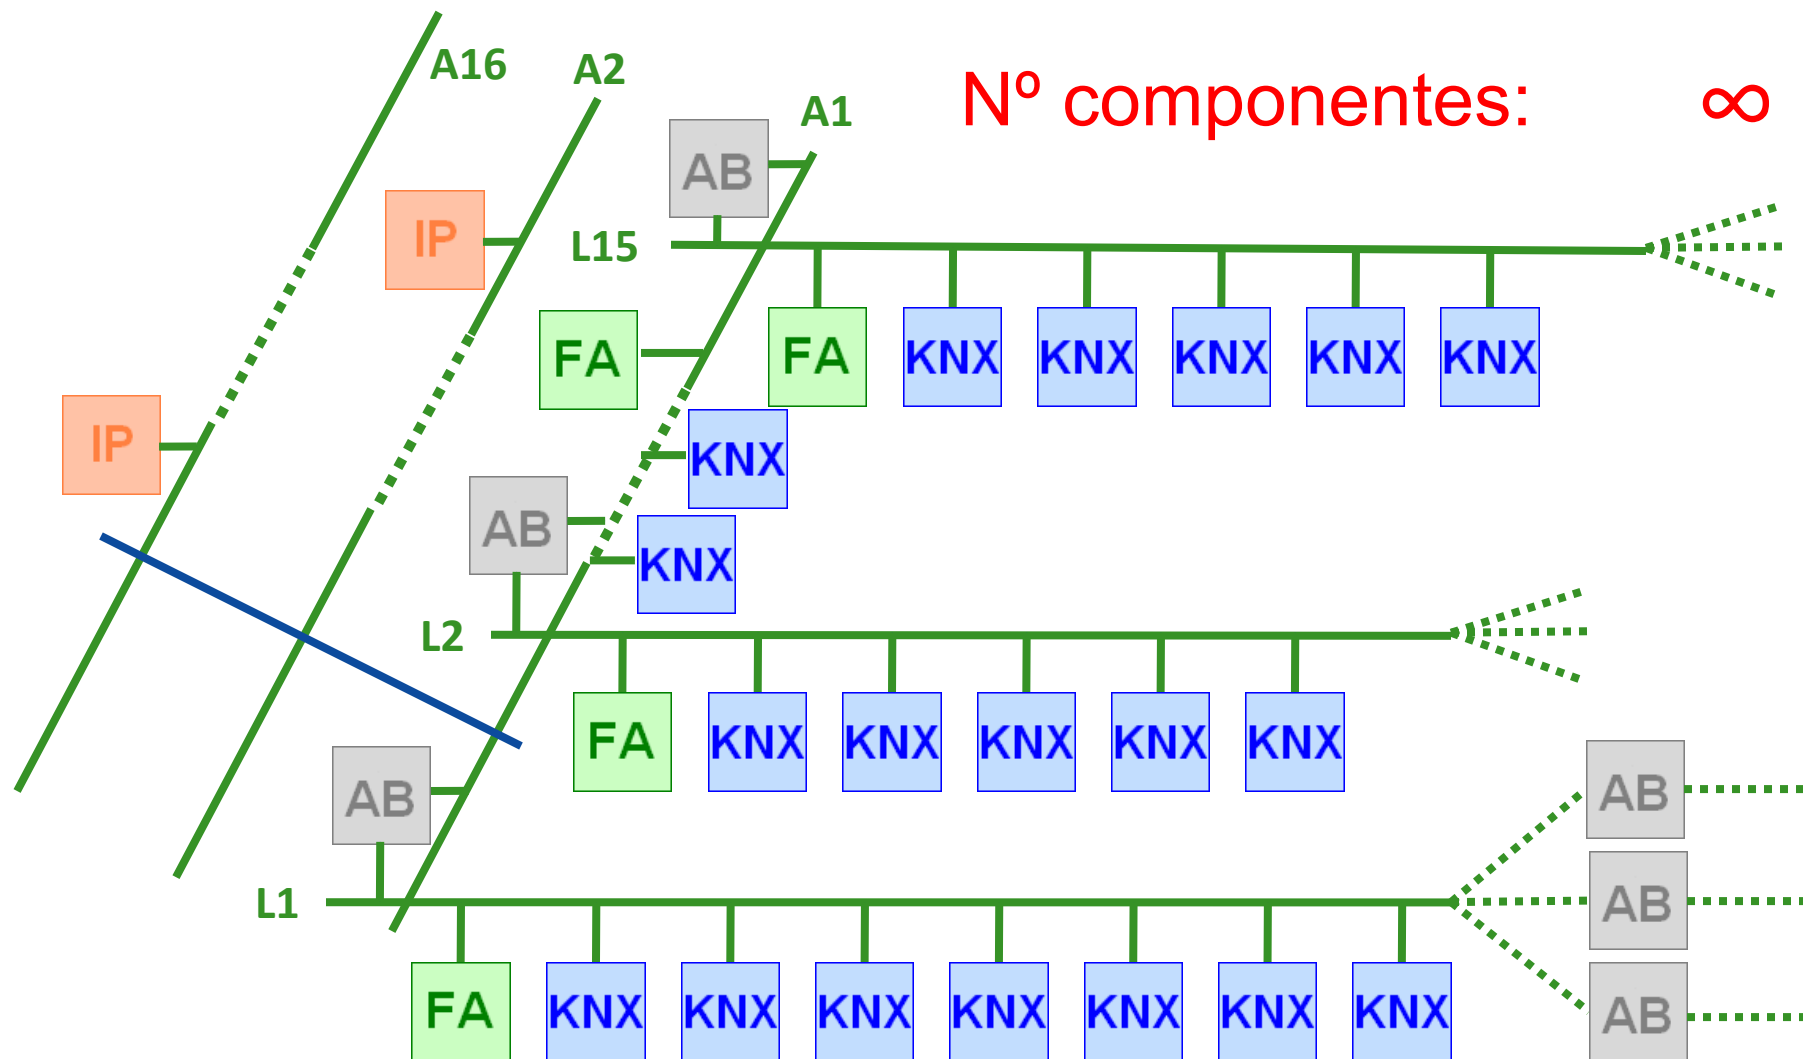 A16
A2
A1
Nº componentes: ∞
AB
IP
L15
FA
FA KNX KNX KNX KNX KNX
IP
KNX
AB
KNX
L2
FA KNX KNX KNX KNX KNX
AB
AB
L1
AB
FA KNX KNX KNX KNX KNX KNX KNX
AB